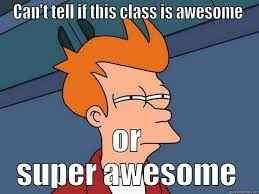 Can't tell if this class is awesome
or
super awesome